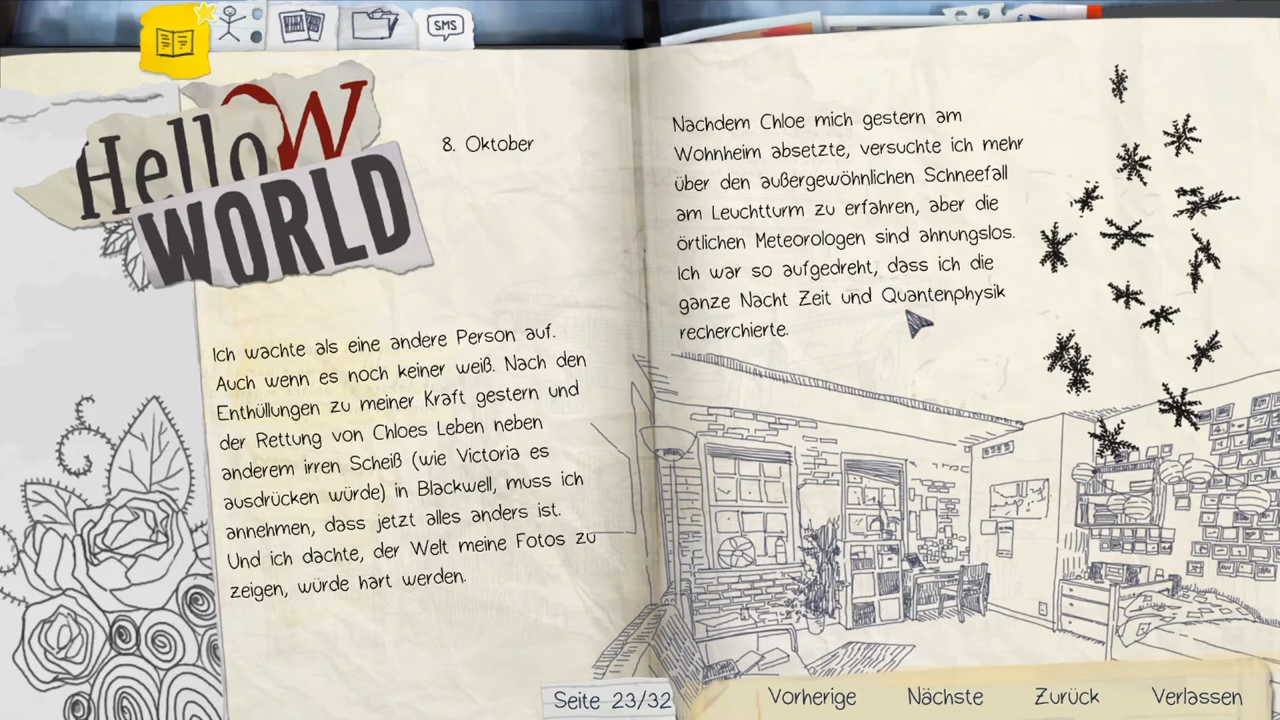 SMS
HelloW
WORLD
8. Oktober
Ich wachte als eine andere Person auf.
Auch wenn es noch keiner weiß. Nach den
Enthüllungen zu meiner Kraft gestern und
der Rettung von Chloes Leben neben
anderem irren Scheiß (wie Victoria es
ausdrücken würde) in Blackwell, muss ich
annehmen, dass jetzt alles anders ist.
Und ich dachte, der Welt meine Fotos zu
zeigen, würde hart werden.
Nachdem Chloe mich gestern am
Wohnheim absetzte, versuchte ich mehr
über den außergewöhnlichen Schneefall
am Leuchtturm zu erfahren, aber die
örtlichen Meteorologen sind ahnungslos.
Ich war so aufgedreht, dass ich die
ganze Nacht Zeit und Quantenphysik
recherchierte.
Seite 23/32
Vorherige Nächste Zurück Verlassen